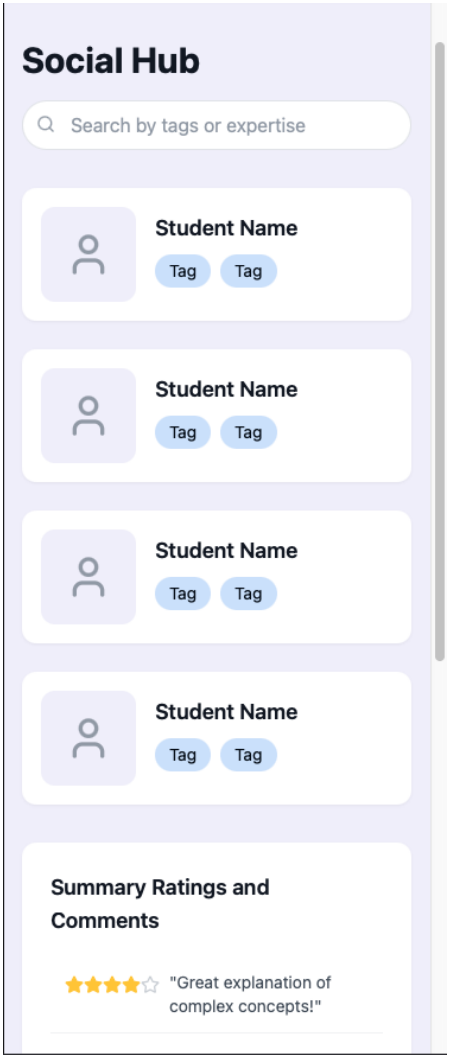 Social Hub
Search by tags or expertise
Student Name
Tag Tag
Student Name
Tag Tag
Student Name
Tag Tag
Student Name
Tag Tag
Summary Ratings and
Comments
"Great explanation of
complex concepts!"